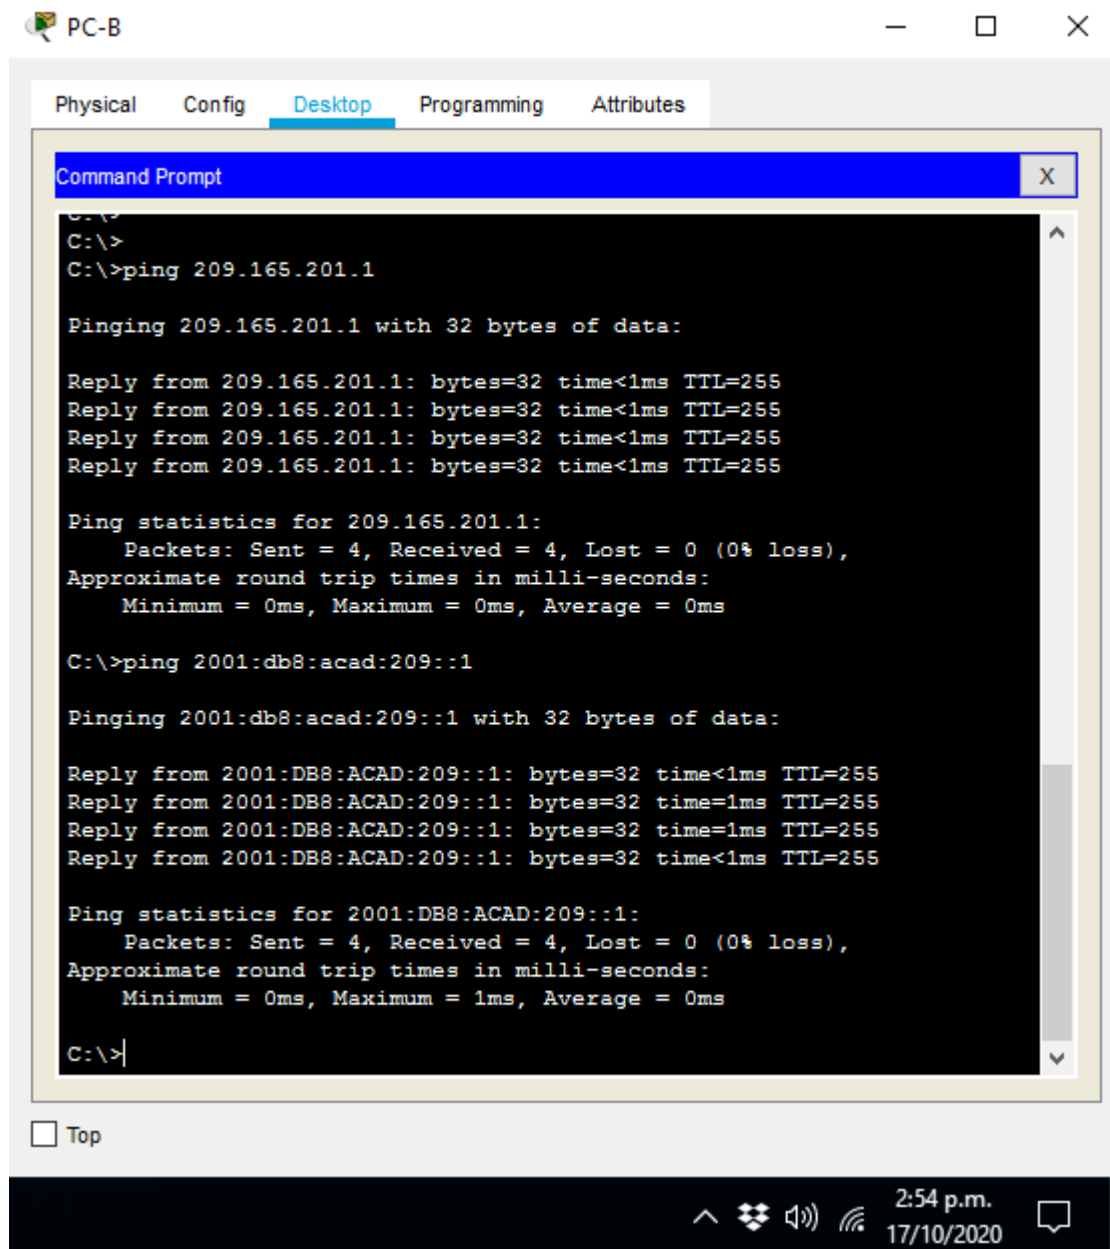 PC-B
Physical Config Desktop Programming Attributes
Command Prompt X
C:\>
C:\>
C:\>ping 209.165.201.1
Pinging 209.165.201.1 with 32 bytes of data:
Reply from 209.165.201.1: bytes=32 time<1ms TTL=255
Reply from 209.165.201.1: bytes=32 time<1ms TTL=255
Reply from 209.165.201.1: bytes=32 time<1ms TTL=255
Reply from 209.165.201.1: bytes=32 time<1ms TTL=255
Ping statistics for 209.165.201.1:
Packets: Sent = 4, Received = 4, Lost = 0 (0% loss),
Approximate round trip times in milli-seconds:
Minimum = 0ms, Maximum = 0ms, Average = 0ms
C:\>ping 2001:db8:acad:209::1
Pinging 2001:db8:acad:209::1 with 32 bytes of data:
Reply from 2001:DB8:ACAD:209::1: bytes=32 time<1ms TTL=255
Reply from 2001:DB8:ACAD:209::1: bytes=32 time=1ms TTL=255
Reply from 2001:DB8:ACAD:209::1: bytes=32 time=1ms TTL=255
Reply from 2001:DB8:ACAD:209::1: bytes=32 time<1ms TTL=255
Ping statistics for 2001:DB8:ACAD:209::1:
Packets: Sent = 4, Received = 4, Lost = 0 (0% loss),
Approximate round trip times in milli-seconds:
Minimum = 0ms, Maximum = 1ms, Average = 0ms
C:\>
Top
2:54 p.m.
17/10/2020